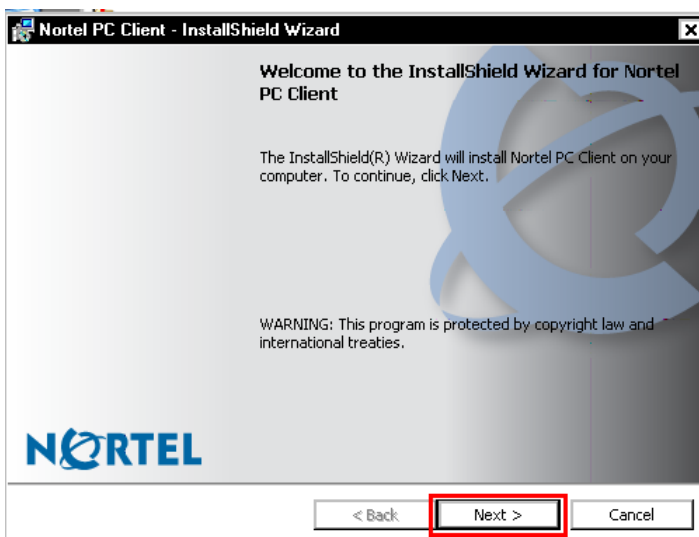 Nortel PC Client - InstallShield Wizard
Welcome to the InstallShield Wizard for Nortel
PC Client
The InstallShield(R) Wizard will install Nortel PC Client on your
computer. To continue, click Next.
WARNING: This program is protected by copyright law and
international treaties.
NORTEL
< Back
Next >
Cancel